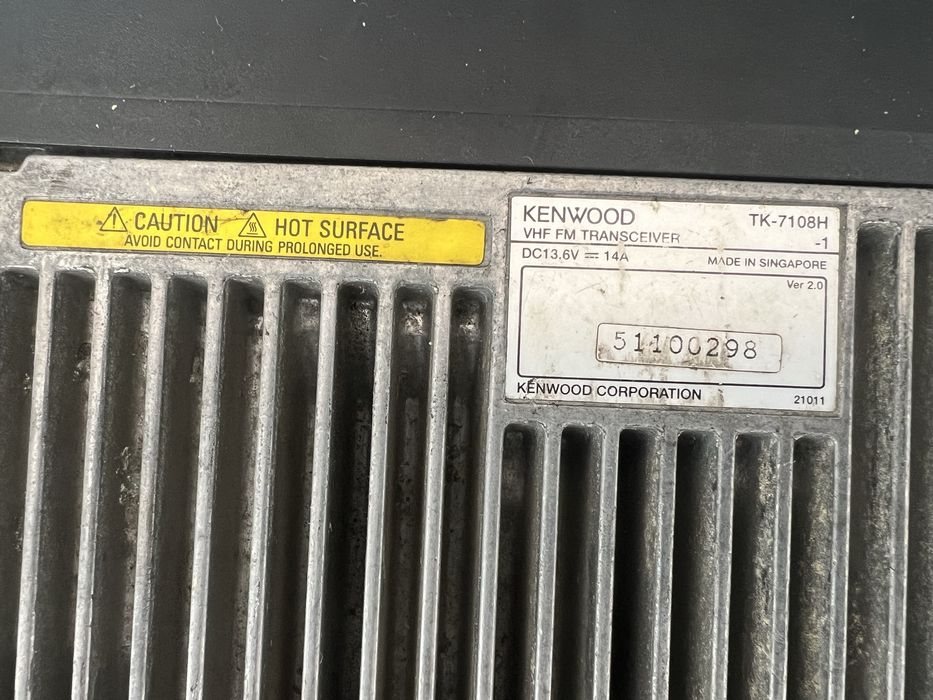 CAUTION HOT SURFACE
AVOID CONTACT DURING PROLONGED USE.
KENWOOD TK-7108H
VHF FM TRANSCEIVER -1
DC13.6V ⎓ 14A MADE IN SINGAPORE
Ver 2.0
51100298
KENWOOD CORPORATION 21011